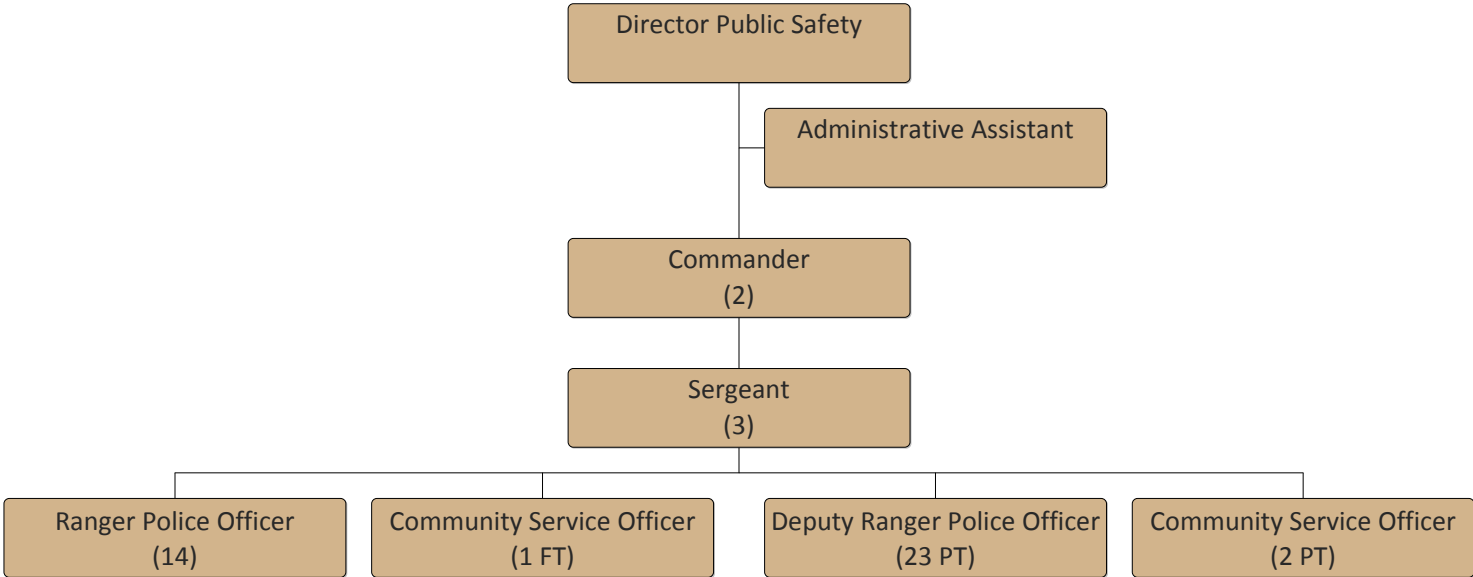 Director Public Safety
Administrative Assistant
Commander
(2)
Sergeant
(3)
Ranger Police Officer
(14)
Community Service Officer
(1 FT)
Deputy Ranger Police Officer
(23 PT)
Community Service Officer
(2 PT)